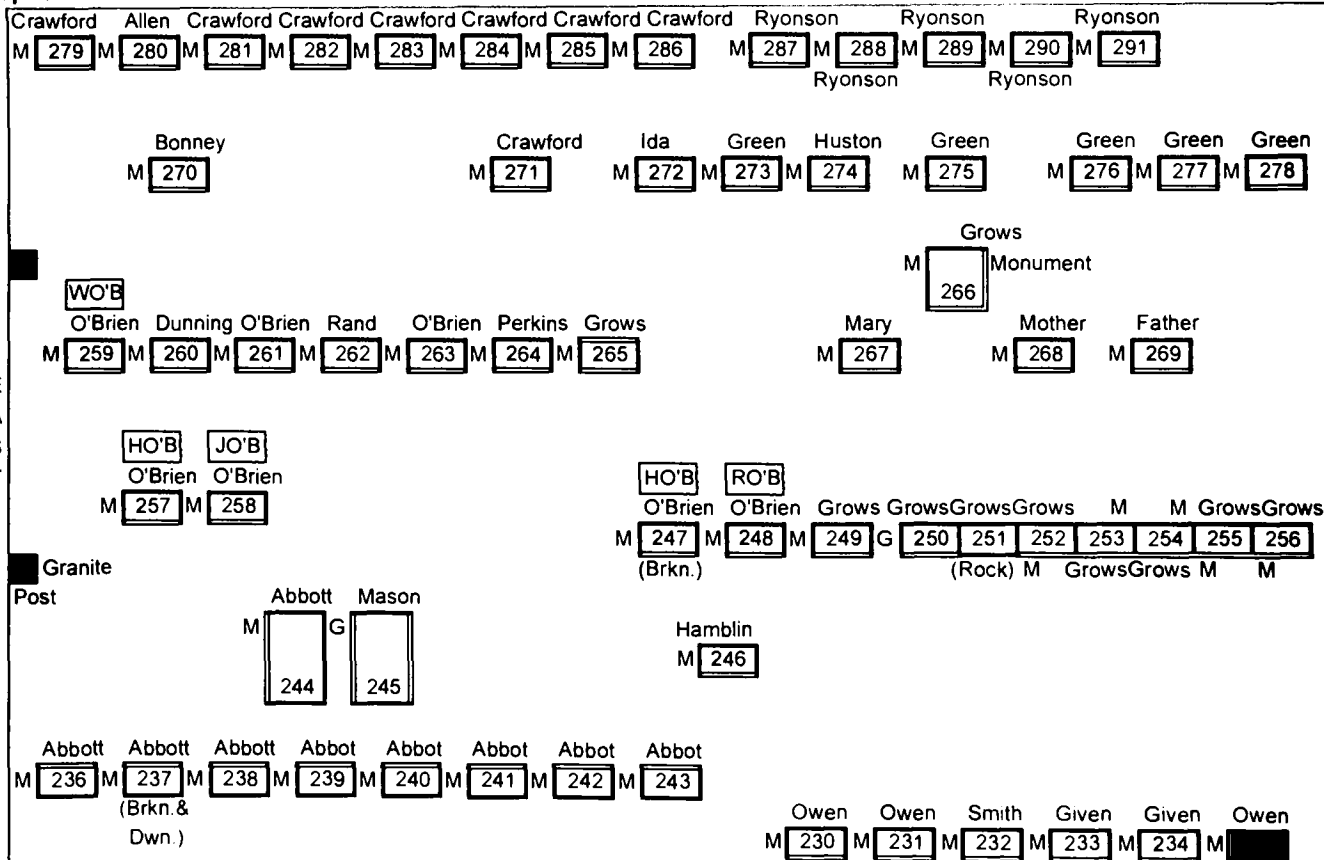 Crawford Allen Crawford Crawford Crawford Crawford Crawford Crawford Ryonson Ryonson Ryonson
M 279 M 280 M 281 M 282 M 283 M 284 M 285 M 286 M 287 M 288 M 289 M 290 M 291
Ryonson Ryonson
Bonney Crawford Ida Green Huston Green Green Green Green
M 270 M 271 M 272 M 273 M 274 M 275 M 276 M 277 M 278
Grows
M 266 Monument
WO'B
O'Brien Dunning O'Brien Rand O'Brien Perkins Grows Mary Mother Father
M 259 M 260 M 261 M 262 M 263 M 264 M 265 M 267 M 268 M 269
HO'B JO'B
O'Brien O'Brien
M 257 M 258
HO'B RO'B
O'Brien O'Brien Grows Grows Grows Grows M M Grows Grows
M 247 M 248 M 249 G 250 251 252 253 254 255 256
(Brkn.) (Rock) M Grows Grows M M
Granite
Post
Abbott Mason
M 244 G 245
Hamblin
M 246
Abbott Abbott Abbott Abbot Abbot Abbot Abbot Abbot
M 236 M 237 M 238 M 239 M 240 M 241 M 242 M 243
(Brkn.&
Dwn.)
Owen Owen Smith Given Given Owen
M 230 M 231 M 232 M 233 M 234 M